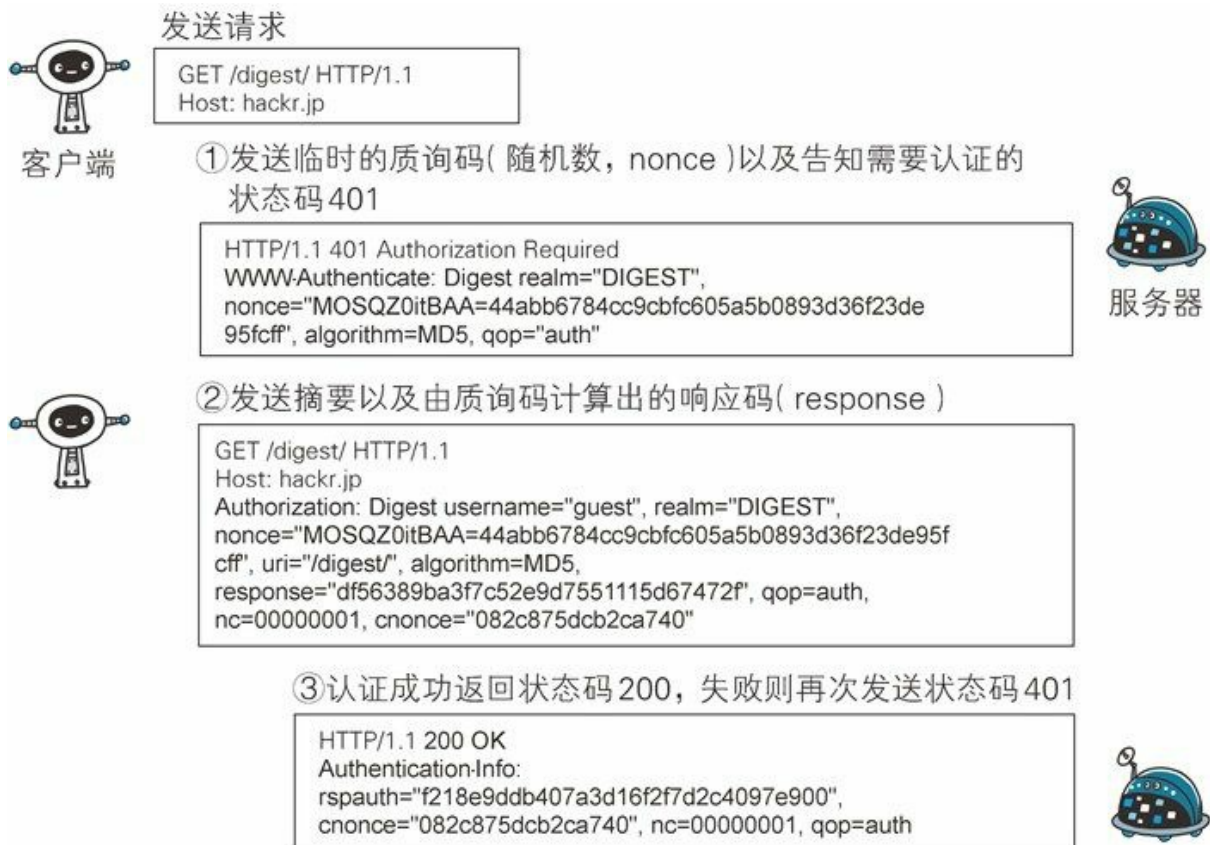 发送请求
GET /digest/ HTTP/1.1
Host: hackr.jp
客户端
①发送临时的质询码(随机数，nonce)以及告知需要认证的
状态码401
HTTP/1.1 401 Authorization Required
WWW-Authenticate: Digest realm="DIGEST",
nonce="MOSQZ0itBAA=44abb6784cc9cbfc605a5b0893d36f23de
95fcff", algorithm=MD5, qop="auth"
服务器
②发送摘要以及由质询码计算出的响应码(response)
GET /digest/ HTTP/1.1
Host: hackr.jp
Authorization: Digest username="guest", realm="DIGEST",
nonce="MOSQZ0itBAA=44abb6784cc9cbfc605a5b0893d36f23de95f
cff", uri="/digest/", algorithm=MD5,
response="df56389ba3f7c52e9d7551115d67472f", qop=auth,
nc=00000001, cnonce="082c875dcb2ca740"
③认证成功返回状态码200，失败则再次发送状态码401
HTTP/1.1 200 OK
Authentication-Info:
rspauth="f218e9ddb407a3d16f2f7d2c4097e900",
cnonce="082c875dcb2ca740", nc=00000001, qop=auth